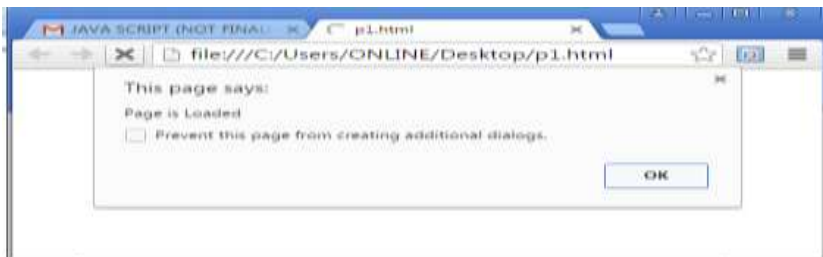 JAVA SCRIPT (NOT FINAL
p1.html
file:///C:/Users/ONLINE/Desktop/p1.html
This page says:
Page is Loaded
Prevent this page from creating additional dialogs.
OK